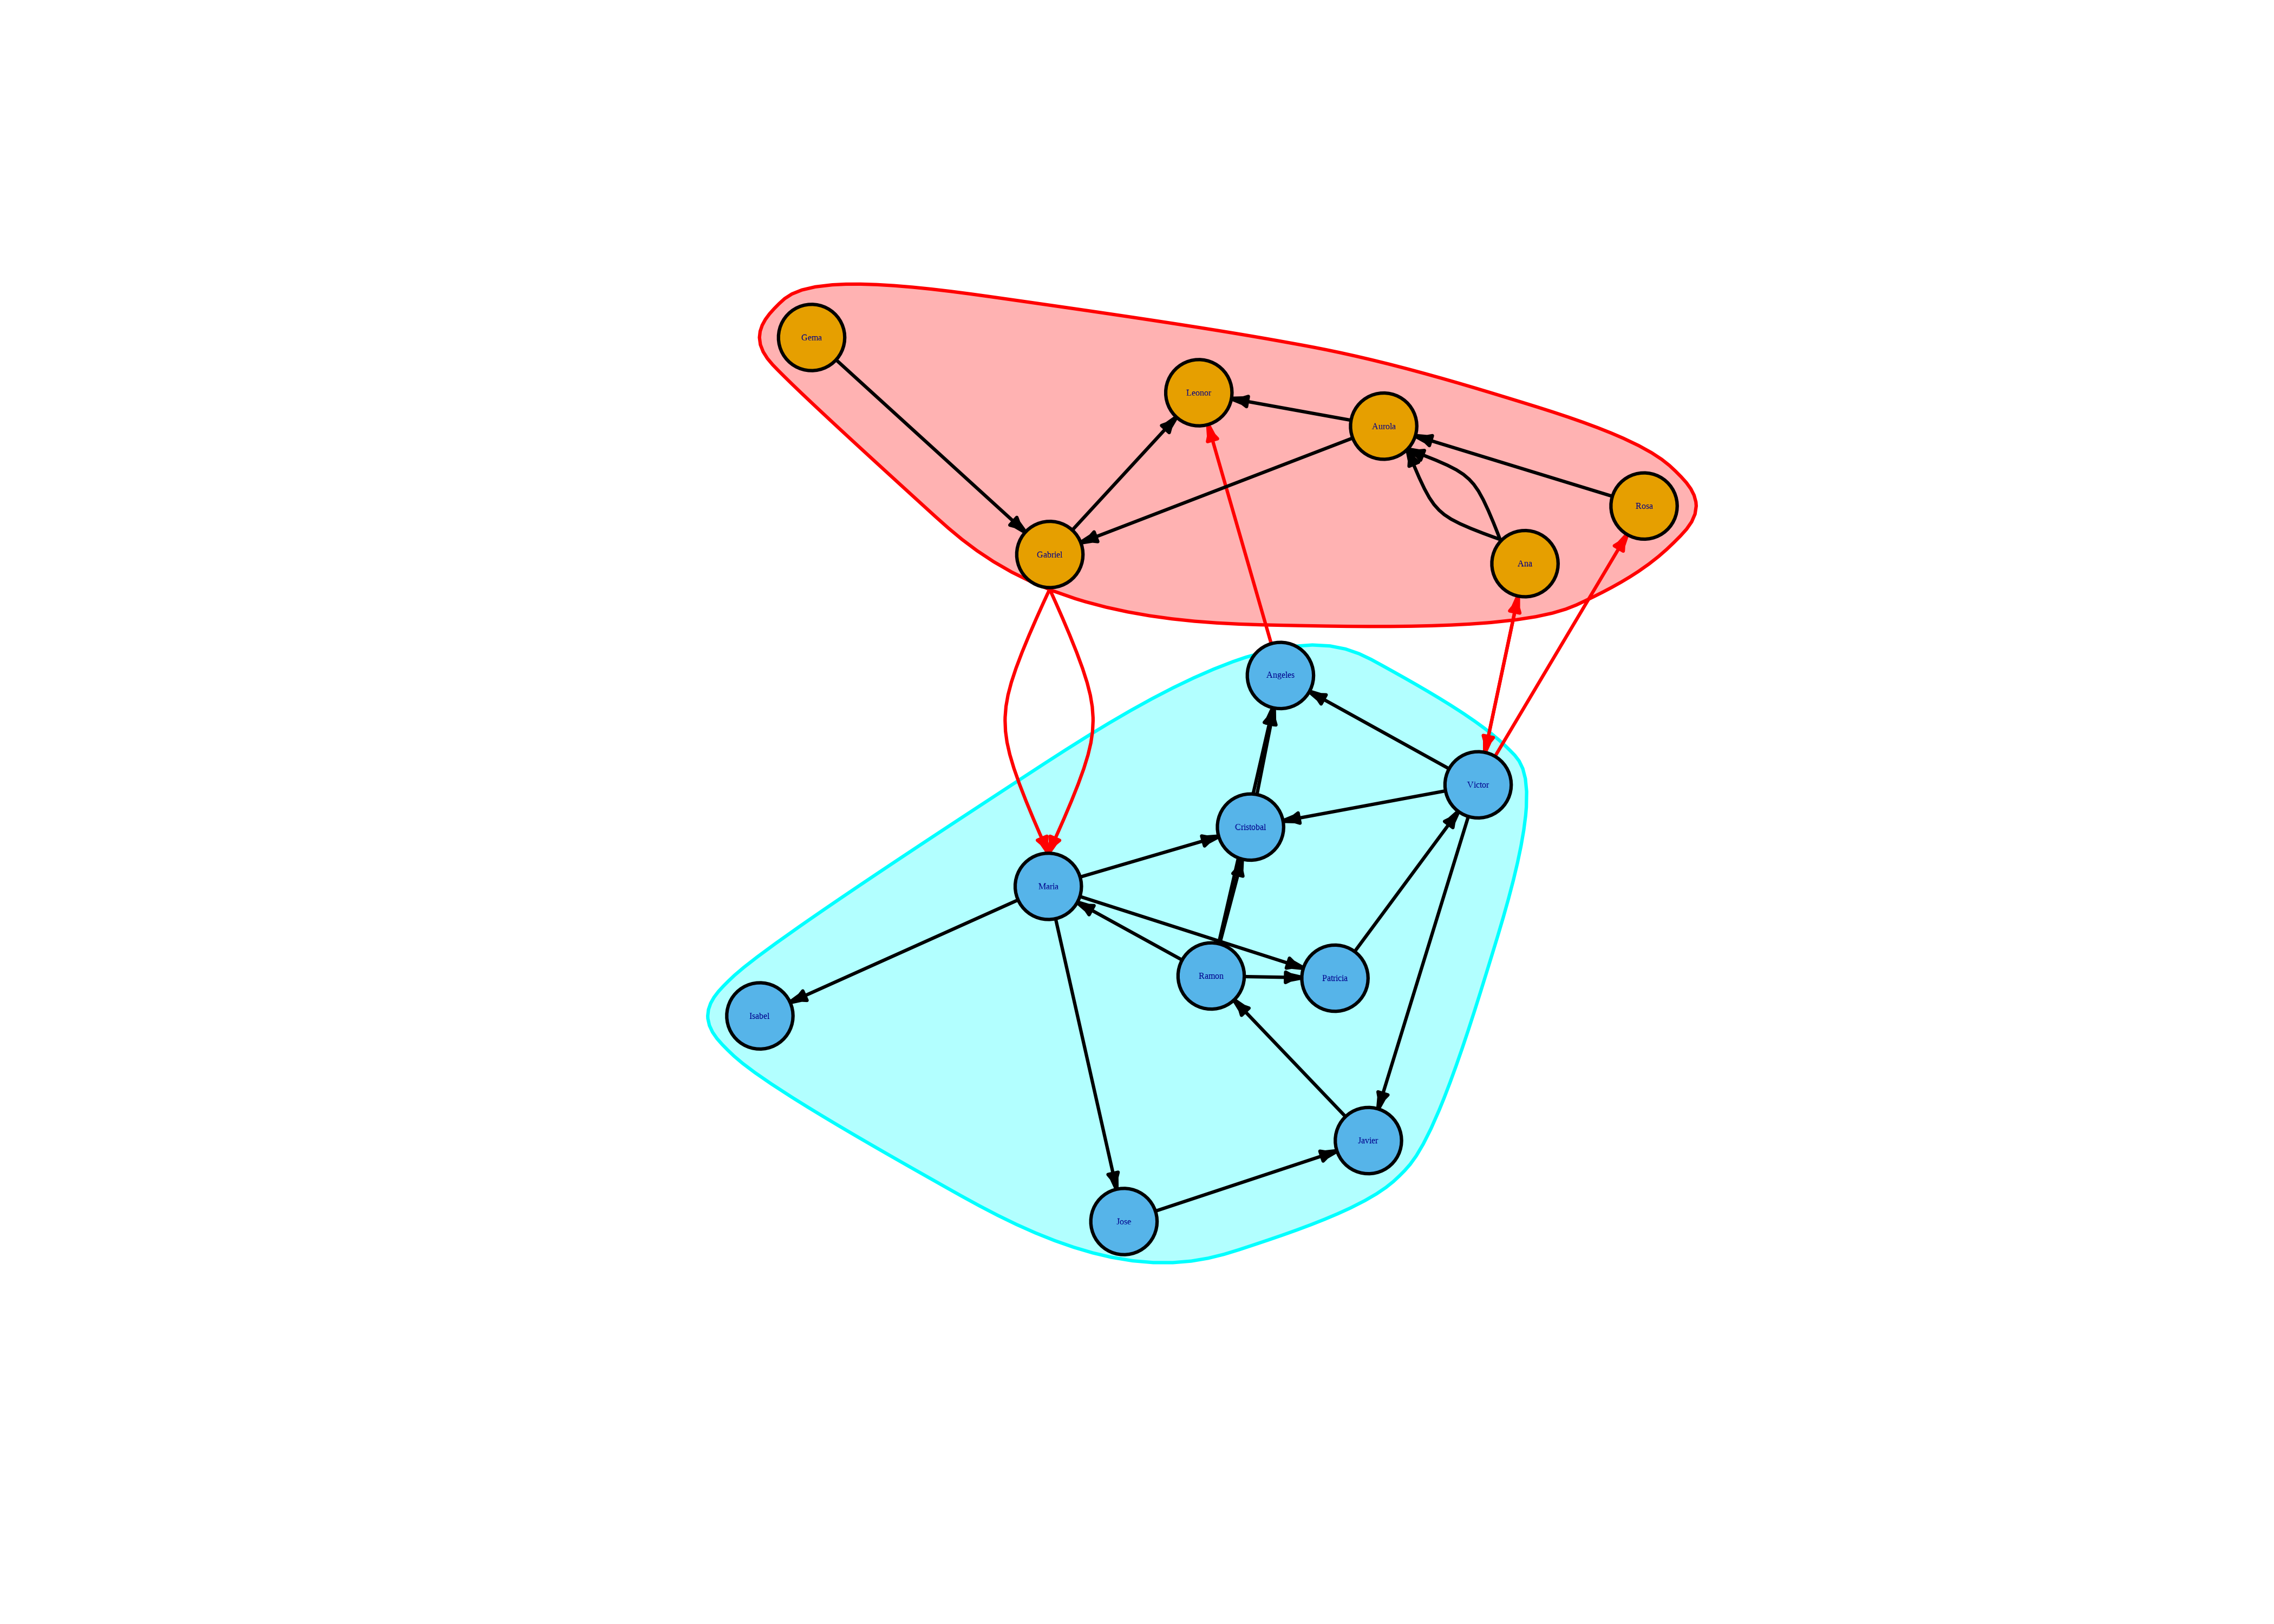 Gema
Leonor
Aurola
Rosa
Gabriel
Ana
Angeles
Victor
Cristobal
Maria
Ramon
Patricia
Isabel
Javier
Jose